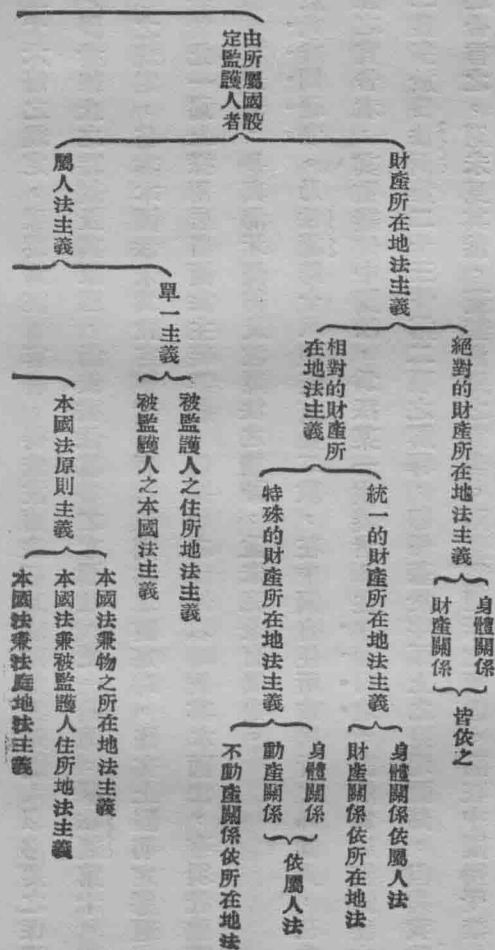 由所屬國設
定監護人者
財產所在地法主義
絕對的財產所在地法主義
身體關係
財產關係
皆依之
相對的財產所
在地法主義
統一的財產所在地法主義
身體關係依屬人法
財產關係依所在地法
特殊的財產所在地法主義
身體關係
動產關係
依屬人法
不動產關係依所在地法
屬人法主義
單一主義
被監護人之住所地法主義
被監護人之本國法主義
本國法原則主義
本國法兼物之所在地法主義
本國法兼被監護人住所地法主義
本國法兼法庭地法主義